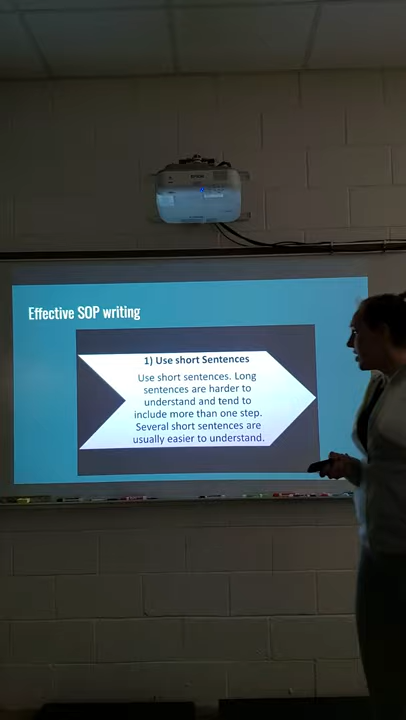 EPSON
Effective SOP writing
1) Use short Sentences
Use short sentences. Long
sentences are harder to
understand and tend to
include more than one step.
Several short sentences are
usually easier to understand.